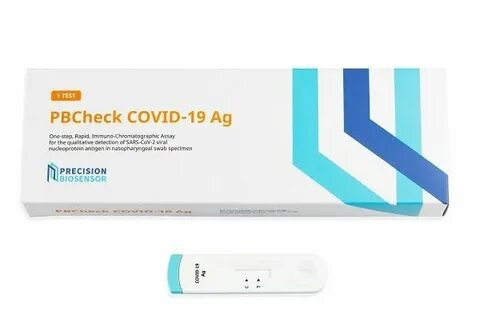 1 TEST
PBCheck COVID-19 Ag
One-step, Rapid, Immuno-Chromatographic Assay
for the qualitative detection of SARS-CoV-2 viral
nucleoprotein antigen in nasopharyngeal swab specimen
PRECISION
BIOSENSOR
PBCheck COVID-19 Ag
COVID-19
Ag
C
T